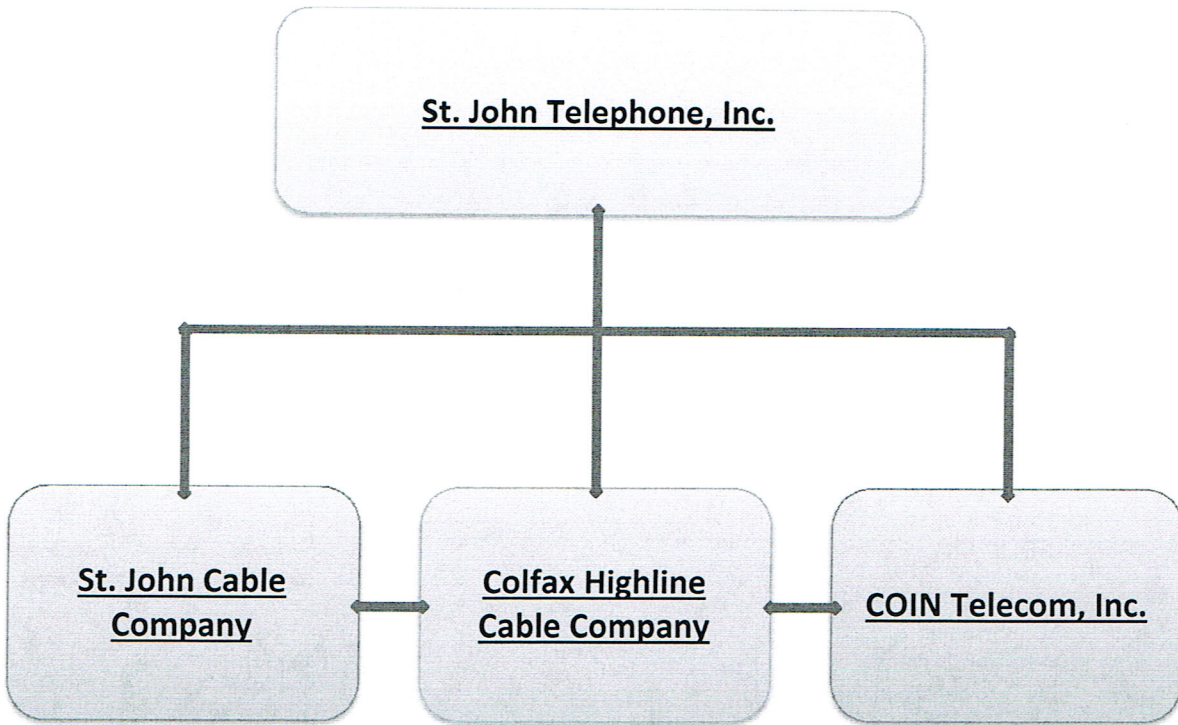 St. John Telephone, Inc.
St. John Cable
Company
Colfax Highline
Cable Company
COIN Telecom, Inc.